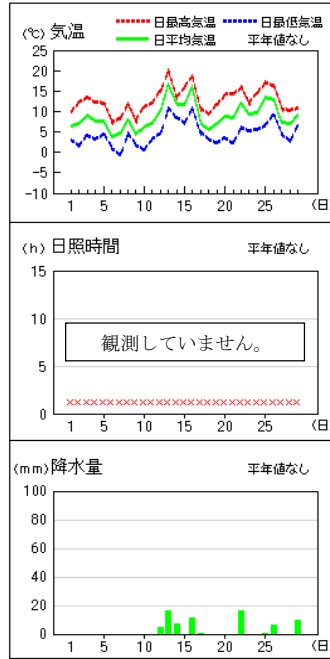 (℃) 気温
日最高気温 日最低気温
日平均気温 平年値なし
25
20
15
10
5
0
−5
−10
1 5 10 15 20 25 (日
(h) 日照時間 平年値なし
15
10
観測していません。
5
0
1 5 10 15 20 25 (日
(mm) 降水量 平年値なし
100
80
60
40
20
0
1 5 10 15 20 25 (日